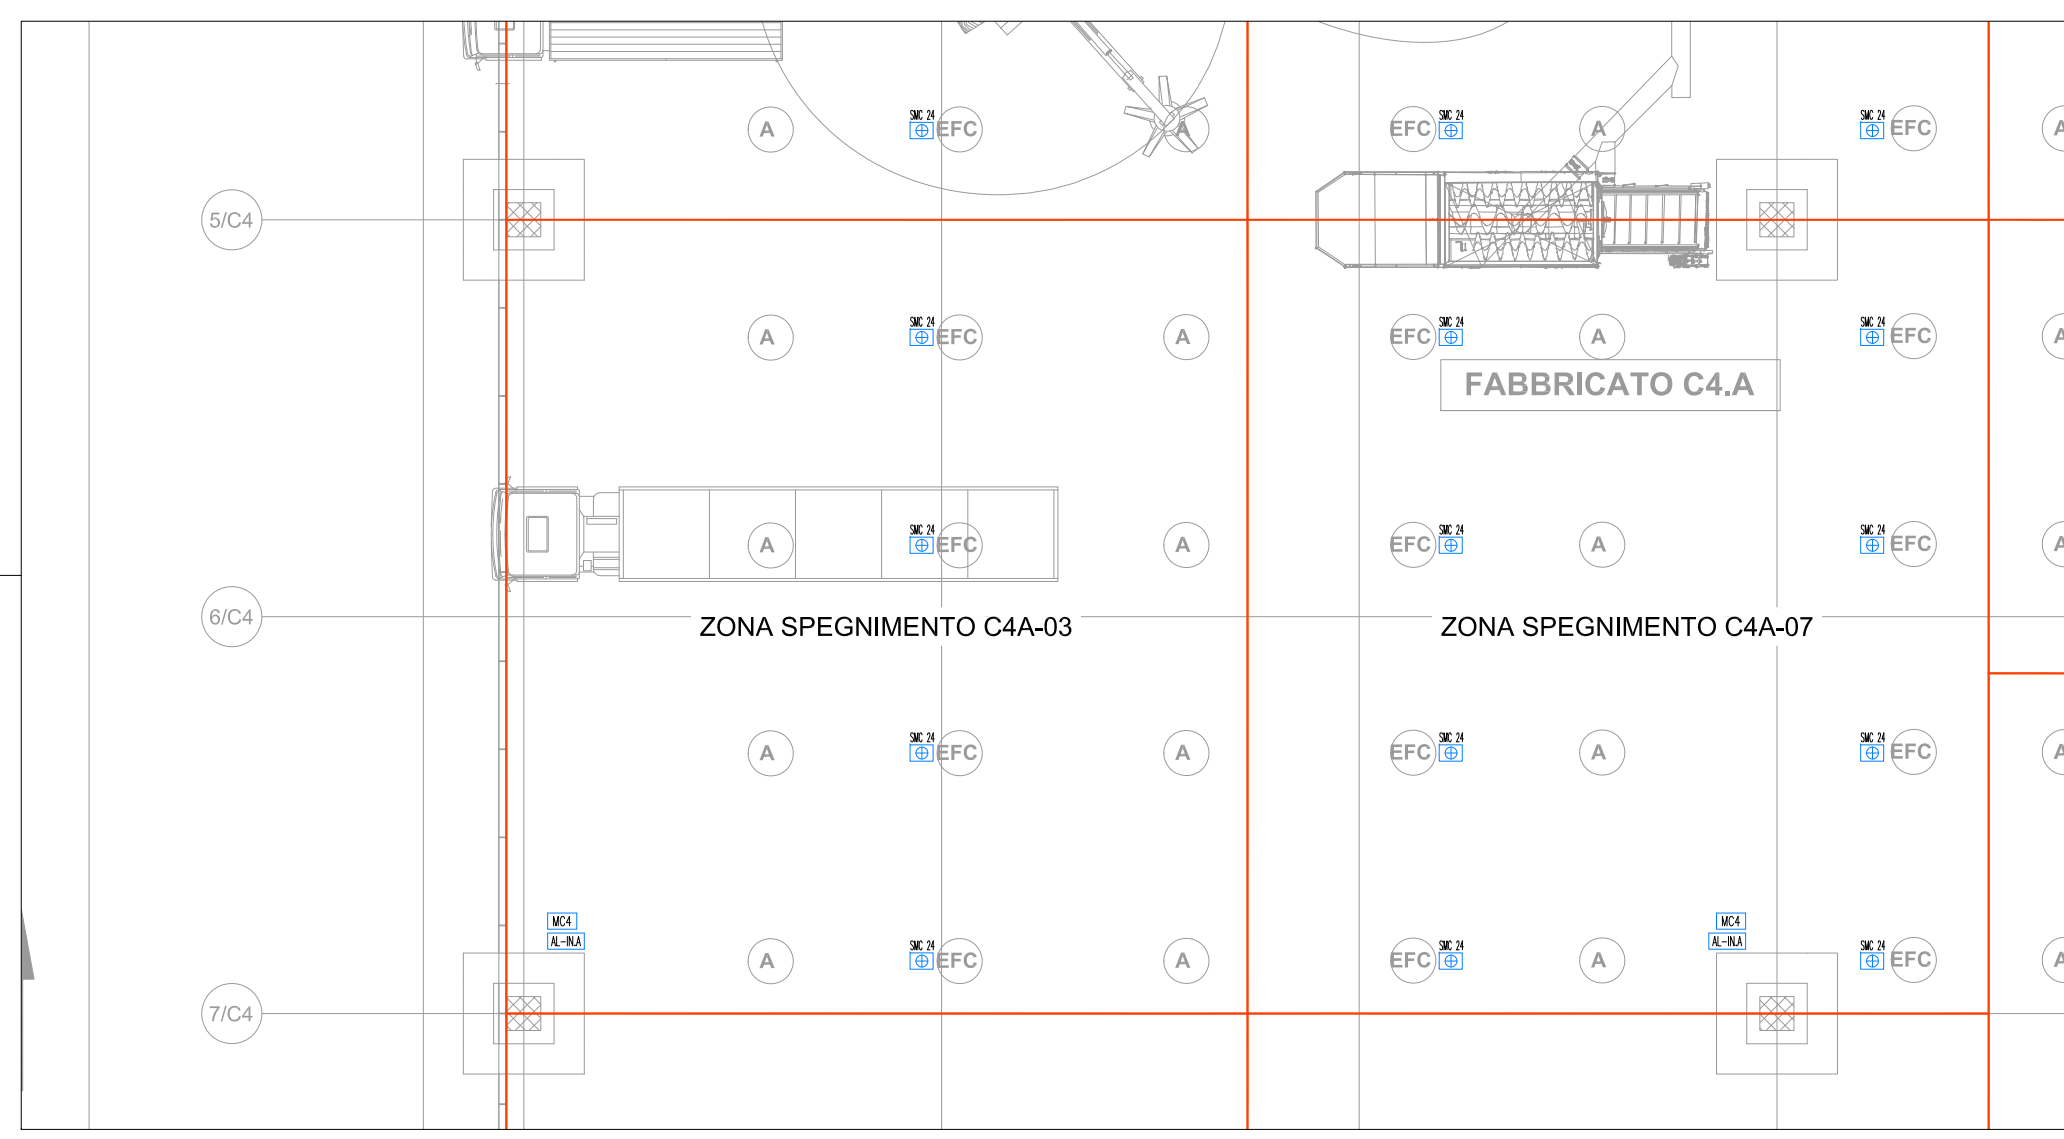 SMC 24 SMC 24 SMC 24
A EFC A EFC A EFC A
5/C4
SMC 24 SMC 24 SMC 24
A EFC A EFC A EFC A
FABBRICATO C4.A
SMC 24 SMC 24 SMC 24
A EFC A EFC A EFC A
6/C4 ZONA SPEGNIMENTO C4A-03 ZONA SPEGNIMENTO C4A-07
SMC 24 SMC 24 SMC 24
A EFC A EFC A EFC A
MC4 MC4
AL-IN.A AL-IN.A
SMC 24 SMC 24 SMC 24
A EFC A EFC A EFC A
7/C4